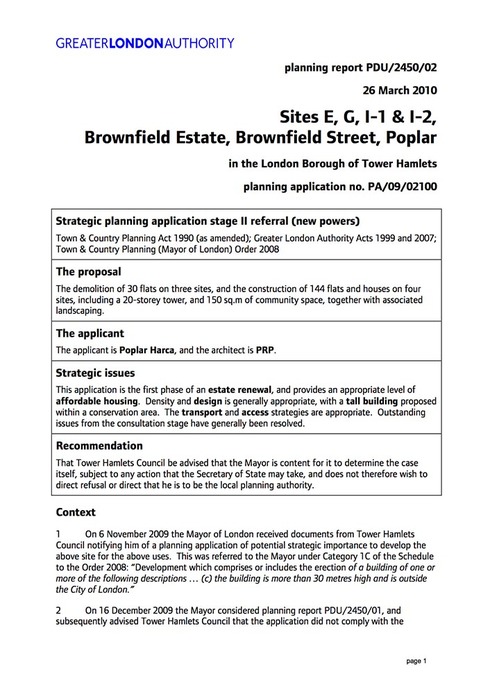 GREATERLONDONAUTHORITY
planning report PDU/2450/02
26 March 2010
Sites E, G, I-1 & I-2,
Brownfield Estate, Brownfield Street, Poplar
in the London Borough of Tower Hamlets
planning application no. PA/09/02100
Strategic planning application stage II referral (new powers)
Town & Country Planning Act 1990 (as amended); Greater London Authority Acts 1999 and 2007;
Town & Country Planning (Mayor of London) Order 2008
The proposal
The demolition of 30 flats on three sites, and the construction of 144 flats and houses on four
sites, including a 20-storey tower, and 150 sq.m of community space, together with associated
landscaping.
The applicant
The applicant is Poplar Harca, and the architect is PRP.
Strategic issues
This application is the first phase of an estate renewal, and provides an appropriate level of
affordable housing. Density and design is generally appropriate, with a tall building proposed
within a conservation area. The transport and access strategies are appropriate. Outstanding
issues from the consultation stage have generally been resolved.
Recommendation
That Tower Hamlets Council be advised that the Mayor is content for it to determine the case
itself, subject to any action that the Secretary of State may take, and does not therefore wish to
direct refusal or direct that he is to be the local planning authority.
Context
1 On 6 November 2009 the Mayor of London received documents from Tower Hamlets
Council notifying him of a planning application of potential strategic importance to develop the
above site for the above uses. This was referred to the Mayor under Category 1C of the Schedule
to the Order 2008: “Development which comprises or includes the erection of a building of one or
more of the following descriptions … (c) the building is more than 30 metres high and is outside
the City of London.”
2 On 16 December 2009 the Mayor considered planning report PDU/2450/01, and
subsequently advised Tower Hamlets Council that the application did not comply with the
page 1